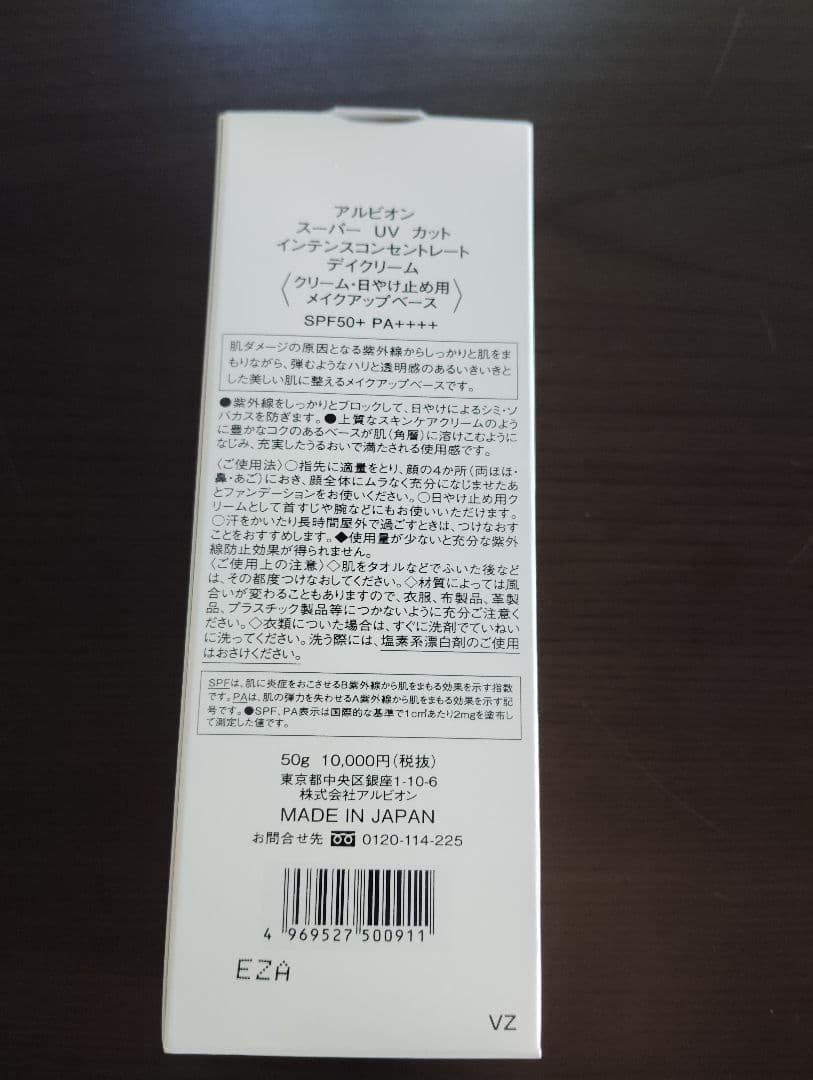 アルビオン
スーパー UV カット
インテンスコンセントレート
デイクリーム
〈クリーム・日やけ止め用
メイクアップベース〉
SPF50+ PA++++
肌ダメージの原因となる紫外線からしっかりと肌をま
もりながら、弾むようなハリと透明感のあるいきいきと
した美しい肌に整えるメイクアップベースです。
●紫外線をしっかりとブロックして、日やけによるシミ・ソ
バカスを防ぎます。●上質なスキンケアクリームのよう
に豊かなコクのあるベースが肌(角層)に溶けこむように
なじみ、充実したうるおいで満たされる使用感です。
〈ご使用法〉○指先に適量をとり、顔の4か所(両ほほ・
鼻・あご)におき、顔全体にムラなく充分になじませたあ
とファンデーションをお使いください。○日やけ止め用ク
リームとして首すじや腕などにもお使いいただけます。
○汗をかいたり長時間屋外で過ごすときは、つけなおす
ことをおすすめします。◆使用量が少ないと充分な紫外
線防止効果が得られません。
〈ご使用上の注意〉◇肌をタオルなどでふいた後など
は、その都度つけなおしてください。◇材質によっては風
合いが変わることもありますので、衣服、布製品、革製
品、プラスチック製品等につかないように充分ご注意く
ださい。◇衣類についた場合は、すぐに洗剤でていねい
に洗ってください。洗う際には、塩素系漂白剤のご使用
はおさけください。
SPFは、肌に炎症をおこさせるB紫外線から肌をまもる効果を示す指数
です。PAは、肌の弾力を失わせるA紫外線から肌をまもる効果を示す記
号です。●SPF、PA表示は国際的な基準で1c㎡あたり2mgを塗布し
て測定した値です。
50g 10,000円(税抜)
東京都中央区銀座1-10-6
株式会社アルビオン
MADE IN JAPAN
お問合せ先 0120-114-225
4 969527 500911
EZA
VZ